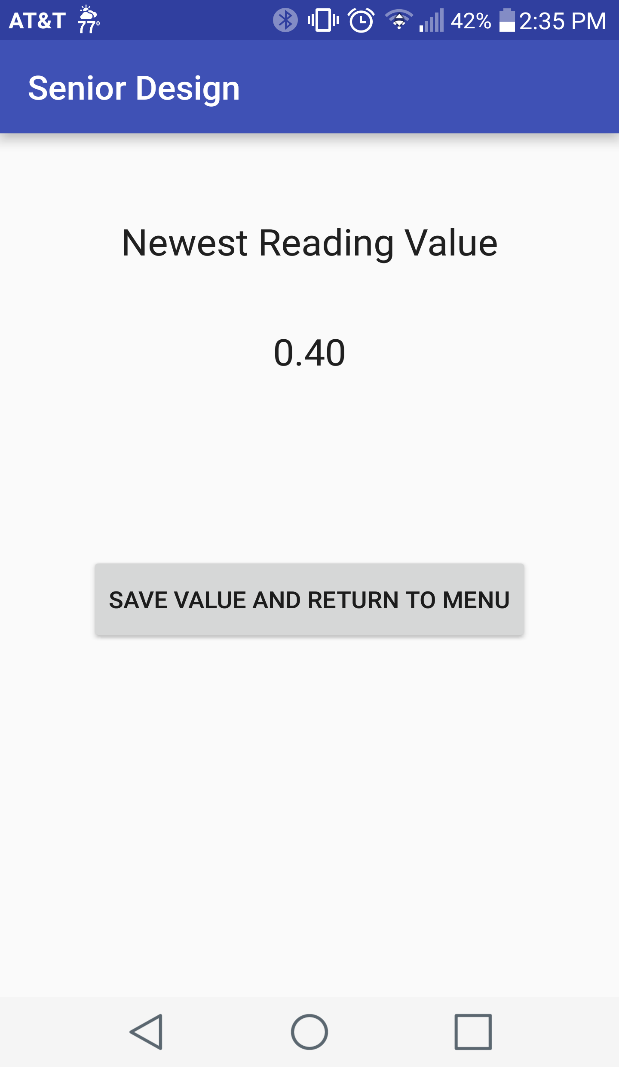 AT&T 77° 42% 2:35 PM
Senior Design
Newest Reading Value
0.40
SAVE VALUE AND RETURN TO MENU